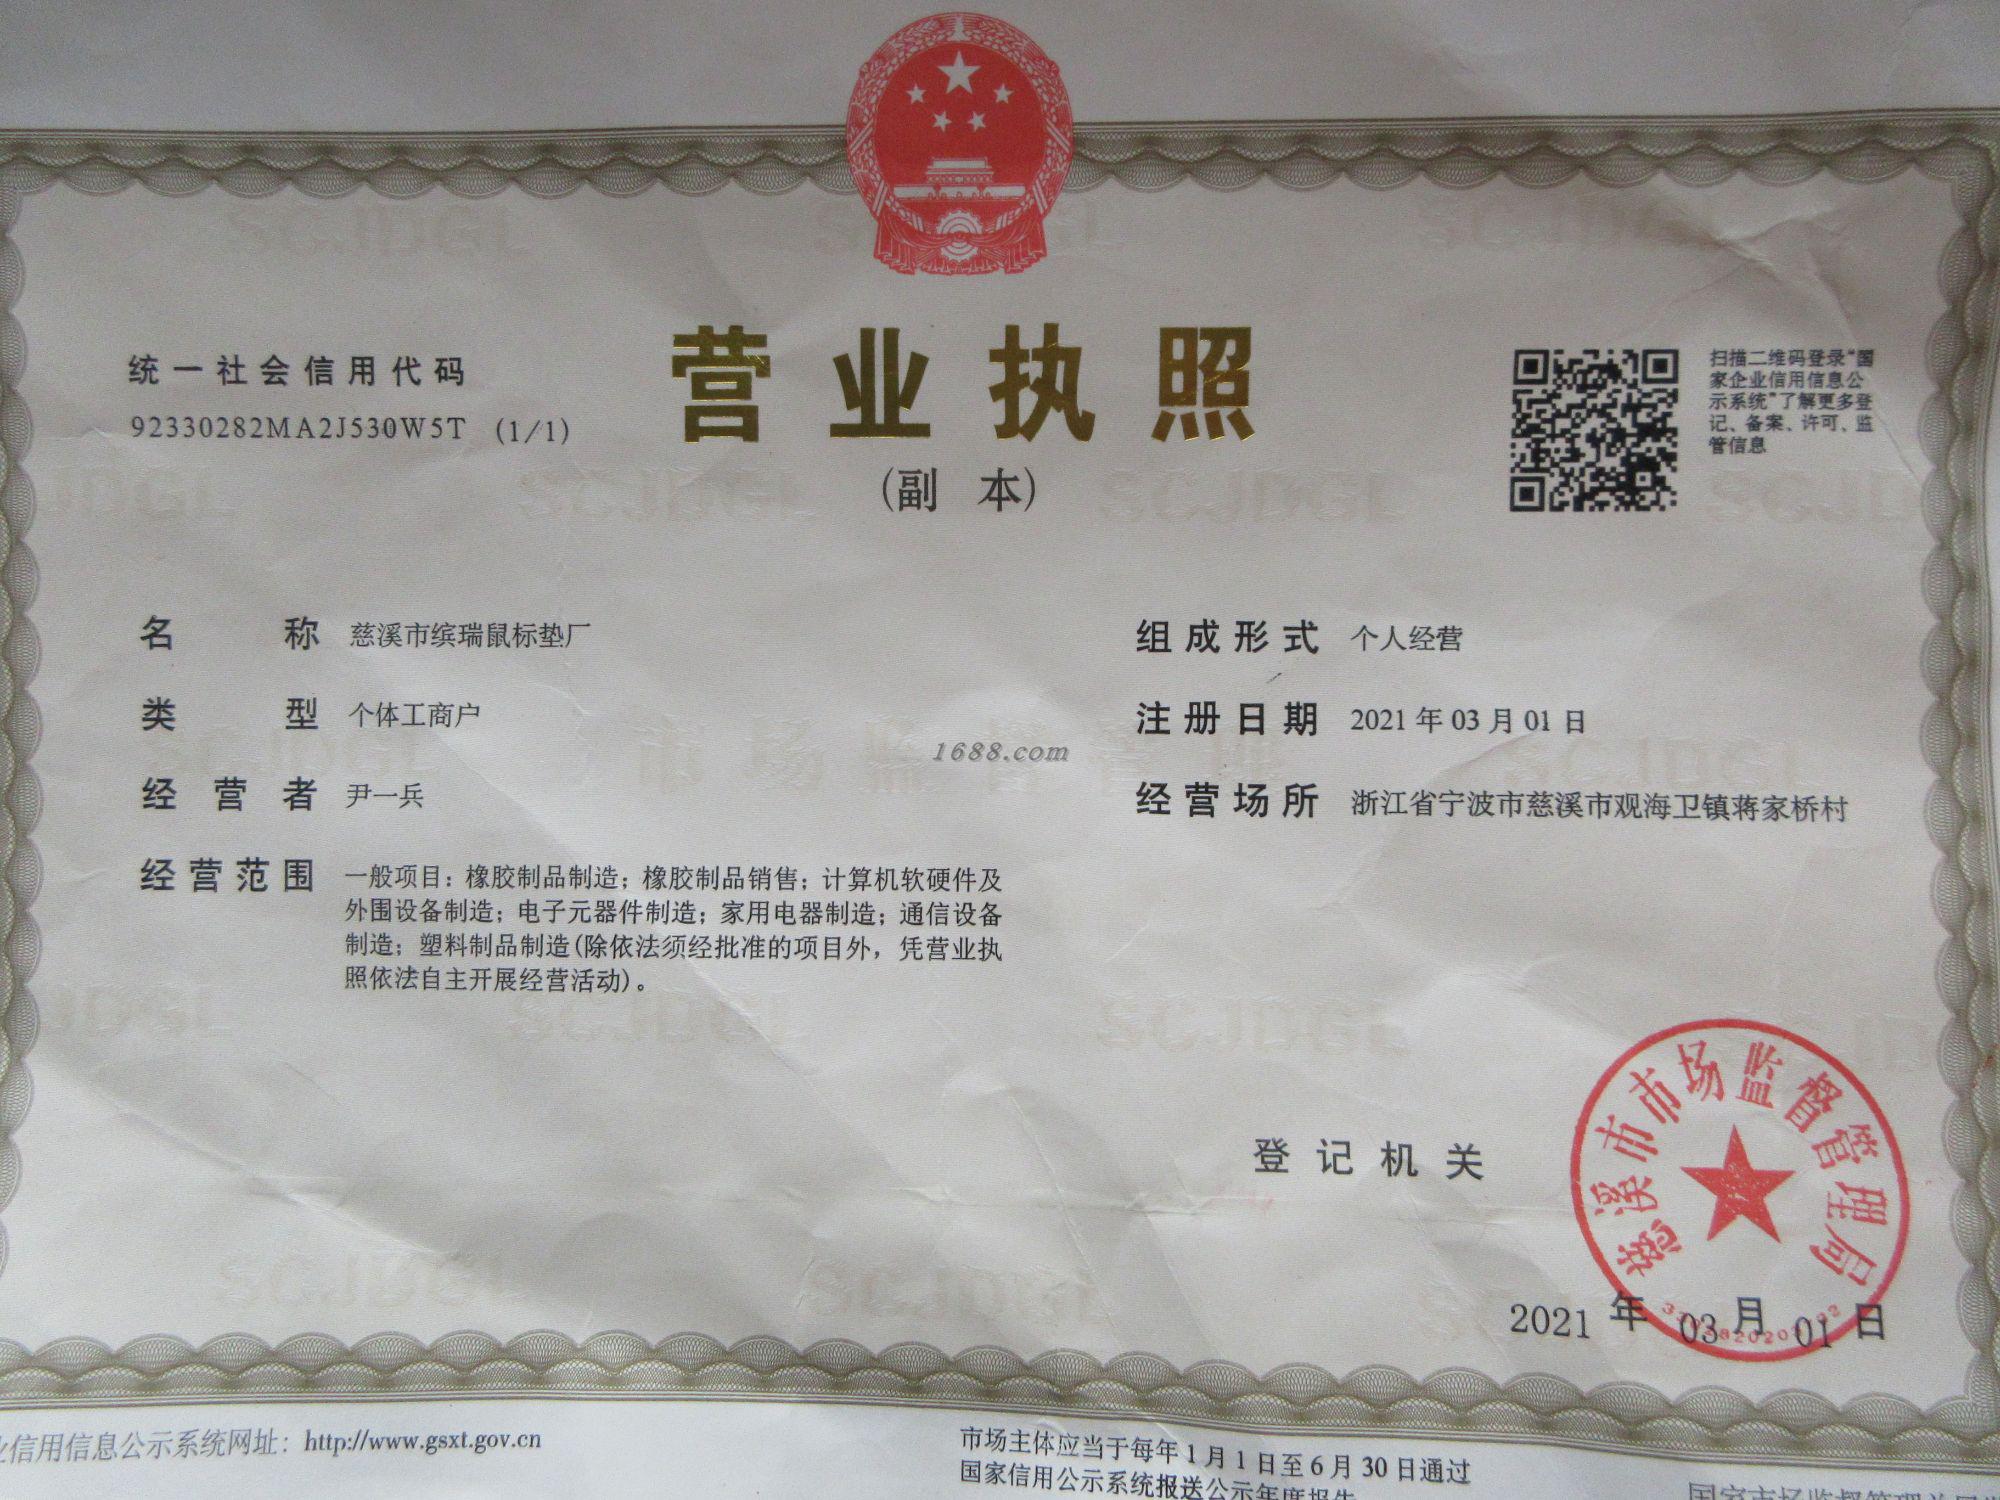 统一社会信用代码
92330282MA2J530W5T (1/1)
营业执照
(副 本)
扫描二维码登录"国
家企业信用信息公
示系统"了解更多登
记、备案、许可、监
管信息
名 称 慈溪市缤瑞鼠标垫厂
类 型 个体工商户
经营者 尹一兵
经营范围 一般项目：橡胶制品制造；橡胶制品销售；计算机软硬件及
外围设备制造；电子元器件制造；家用电器制造；通信设备
制造；塑料制品制造(除依法须经批准的项目外，凭营业执
照依法自主开展经营活动)。
组成形式 个人经营
注册日期 2021年03月01日
经营场所 浙江省宁波市慈溪市观海卫镇蒋家桥村
1688.com
登记机关
慈溪市市场监督管理局
2021年03月01日
业信用信息公示系统网址：http://www.gsxt.gov.cn
市场主体应当于每年1月1日至6月30日通过
国家信用公示系统报送公示年度报告
国家市场监督管理总局